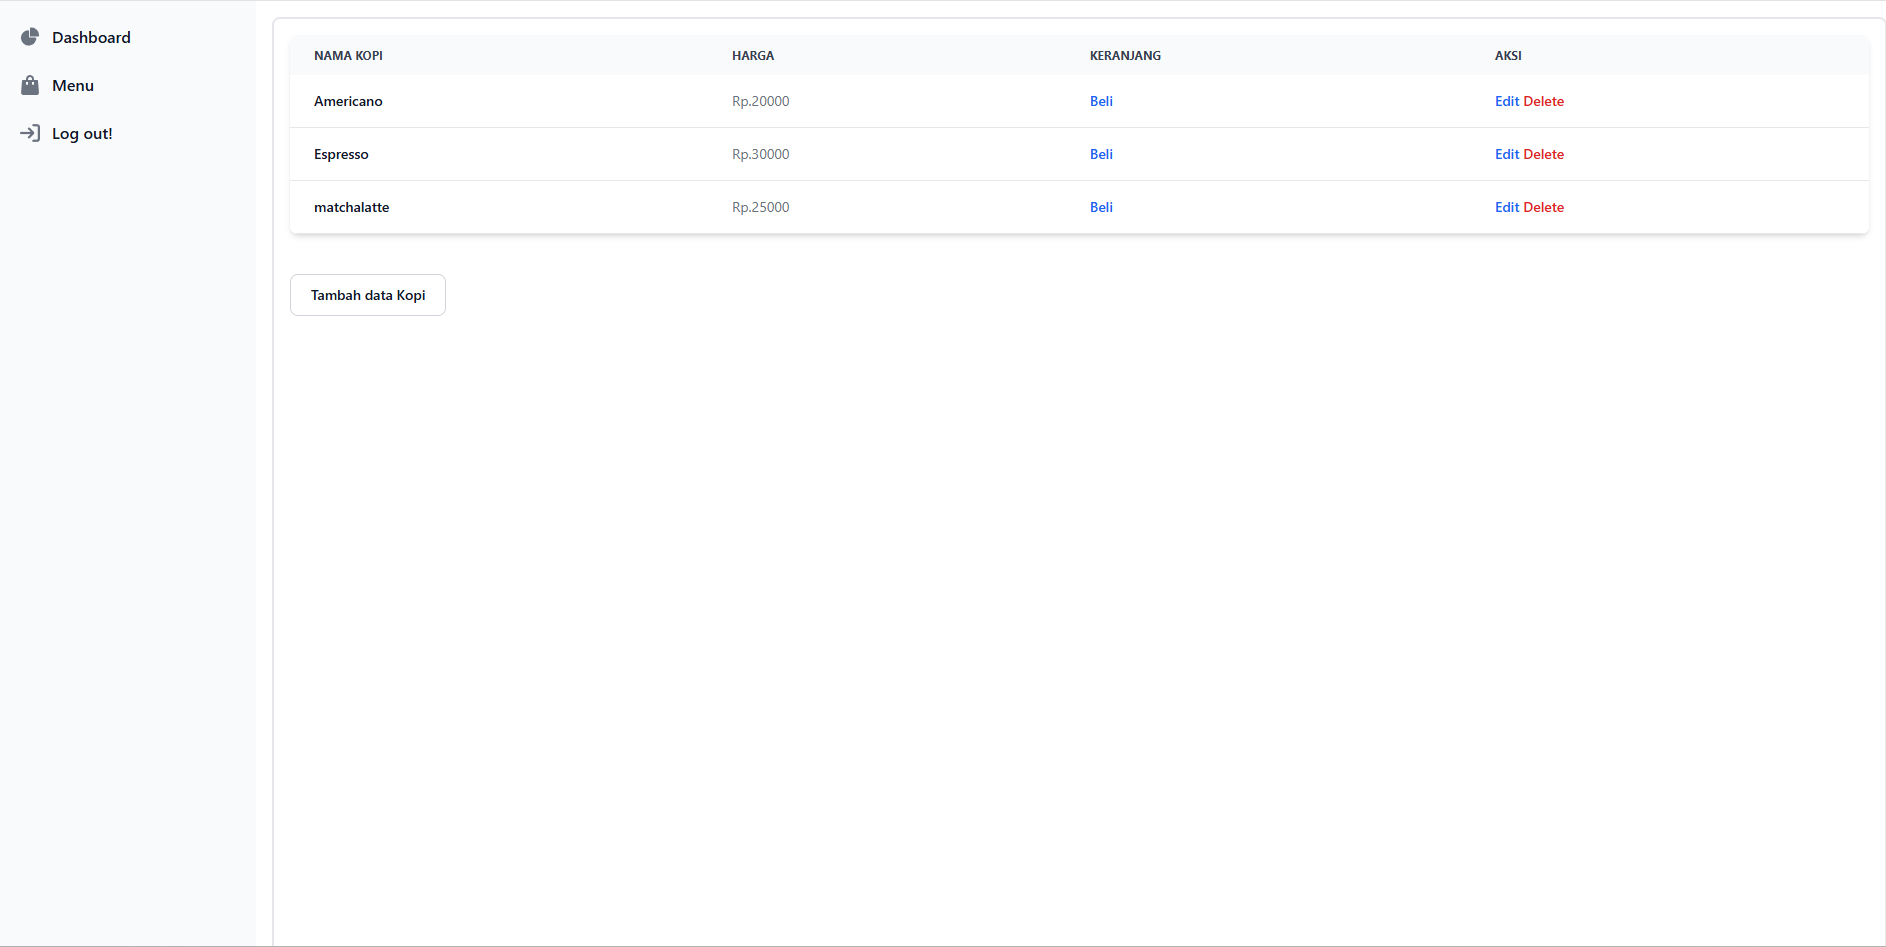 Dashboard
Menu
Log out!
NAMA KOPI HARGA KERANJANG AKSI
Americano Rp.20000 Beli Edit Delete
Espresso Rp.30000 Beli Edit Delete
matchalatte Rp.25000 Beli Edit Delete
Tambah data Kopi